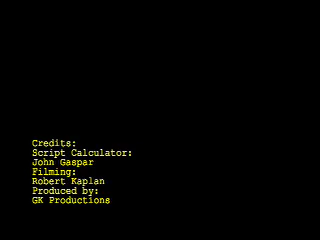 Credits:
Script Calculator:
John Gaspar
Filming:
Robert Kaplan
Produced by:
GK Productions